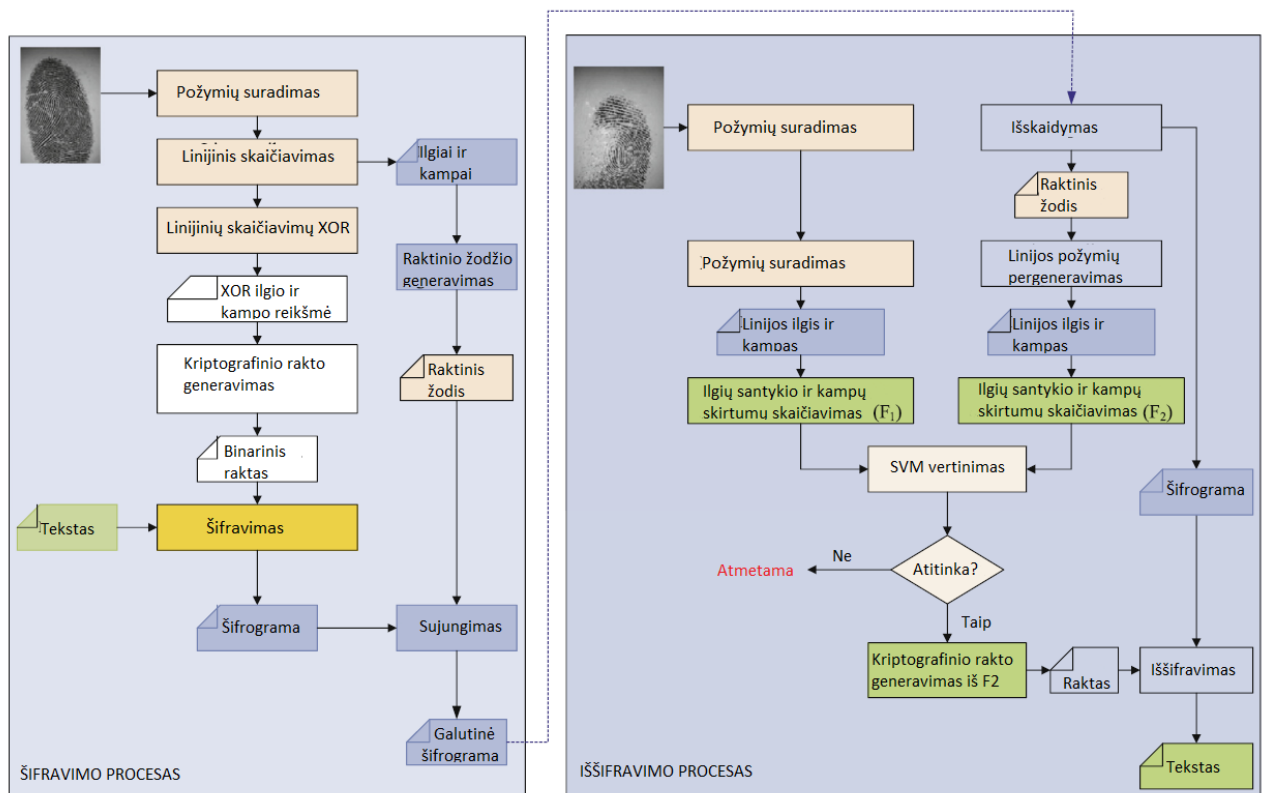 Požymių suradimas
Linijinis skaičiavimas
Ilgiai ir
kampai
Linijinių skaičiavimų XOR
Raktinio žodžio
generavimas
XOR ilgio ir
kampo reikšmė
Kriptografinio rakto
generavimas
Raktinis
žodis
Binarinis
raktas
Tekstas
Šifravimas
Šifrograma
Sujungimas
Galutinė
šifrograma
ŠIFRAVIMO PROCESAS
Požymių suradimas
Išskaidymas
Raktinis
žodis
Požymių suradimas
Linijos požymių
pergeneravimas
Linijos ilgis ir
kampas
Linijos ilgis ir
kampas
Ilgių santykio ir kampų
skirtumų skaičiavimas (F₁)
Ilgių santykio ir kampų
skirtumų skaičiavimas (F₂)
SVM vertinimas
Šifrograma
Atitinka?
Ne
Atmetama
Taip
Kriptografinio rakto
generavimas iš F2
Raktas
Iššifravimas
Tekstas
IŠŠIFRAVIMO PROCESAS